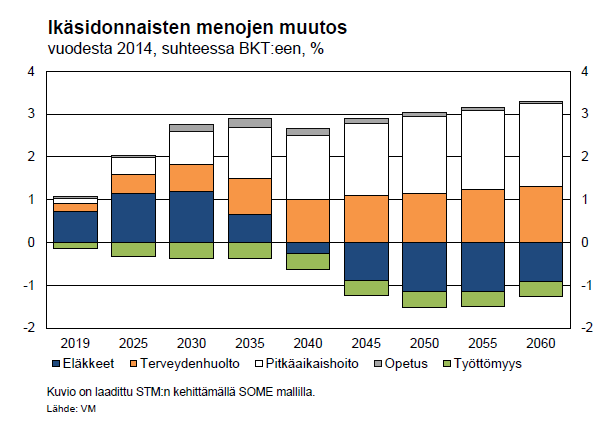 Ikäsidonnaisten menojen muutos
vuodesta 2014, suhteessa BKT:een, %
4 4
3 3
2 2
1 1
0 0
-1 -1
-2 -2
2019 2025 2030 2035 2040 2045 2050 2055 2060
Eläkkeet Terveydenhuolto Pitkäaikaishoito Opetus Työttömyys
Kuvio on laadittu STM:n kehittämällä SOME mallilla.
Lähde: VM